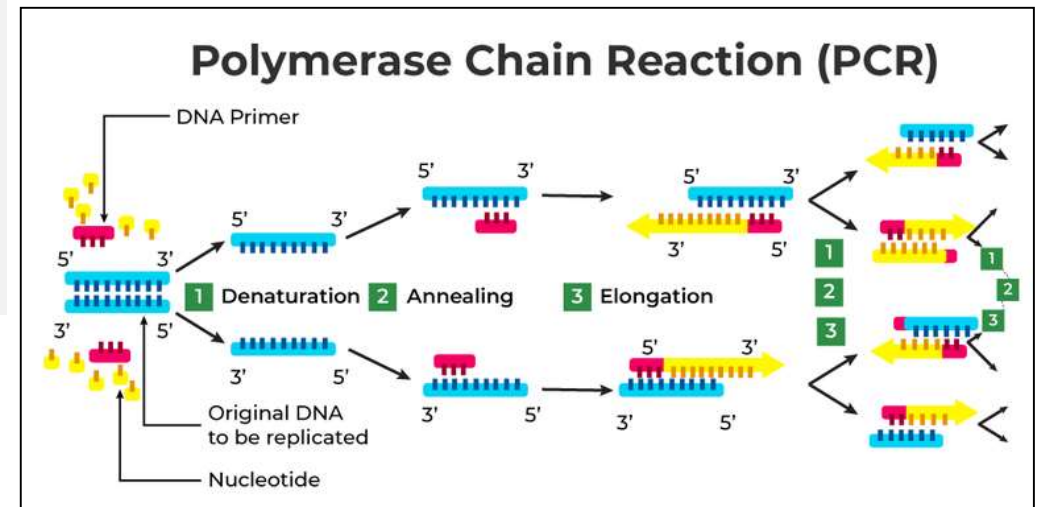 Polymerase Chain Reaction (PCR)
DNA Primer
5’ 3’
3’ 5’
5’ 3’
1 Denaturation
3’ 5’
5’ 3’
2 Annealing
3’ 5’
5’ 3’
3’ 5’
3 Elongation
5’ 3’
3’ 5’
1
2
3
1
2
3
Original DNA
to be replicated
Nucleotide